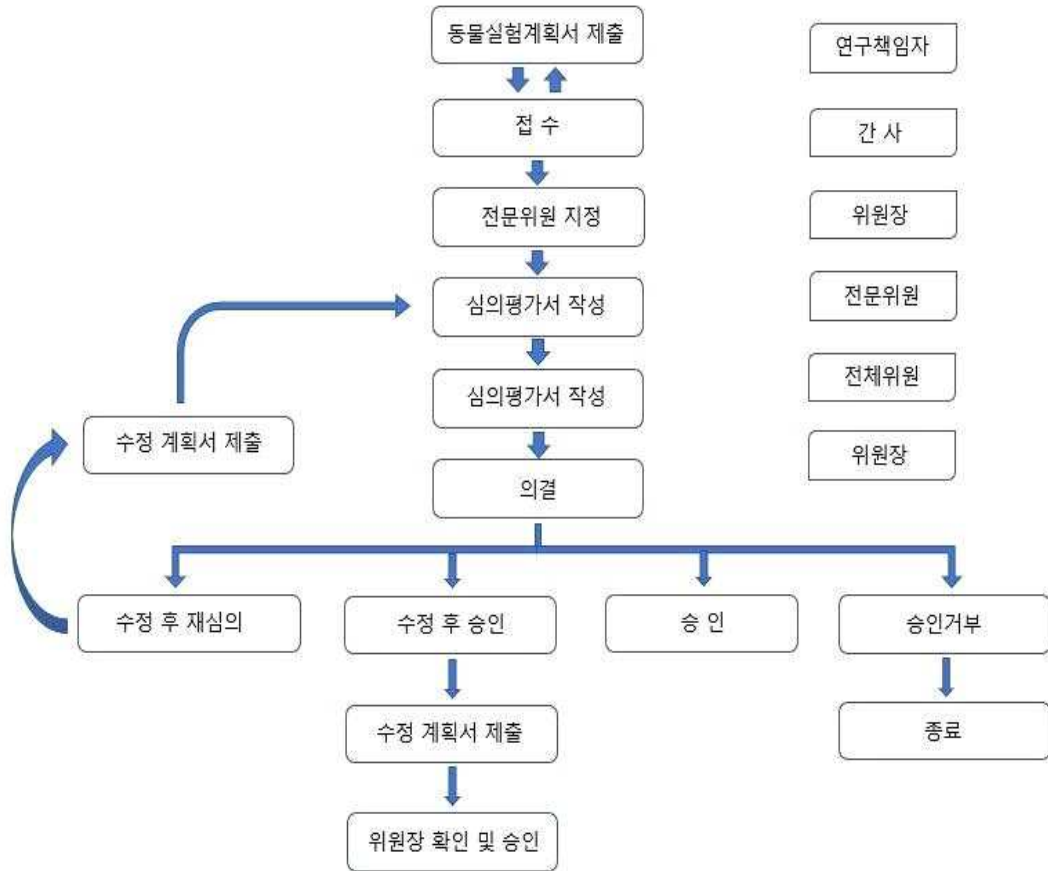 동물실험계획서 제출
연구책임자
접 수
간 사
전문위원 지정
위원장
심의평가서 작성
전문위원
심의평가서 작성
전체위원
수정 계획서 제출
의결
위원장
수정 후 재심의
수정 후 승인
승 인
승인거부
수정 계획서 제출
종료
위원장 확인 및 승인